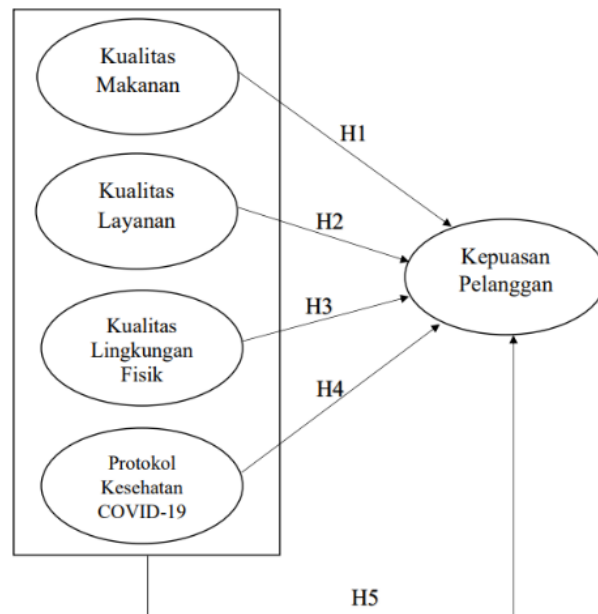 Kualitas
Makanan
H1
Kualitas
Layanan
H2
Kepuasan
Pelanggan
Kualitas
Lingkungan
Fisik
H3
H4
Protokol
Kesehatan
COVID-19
H5